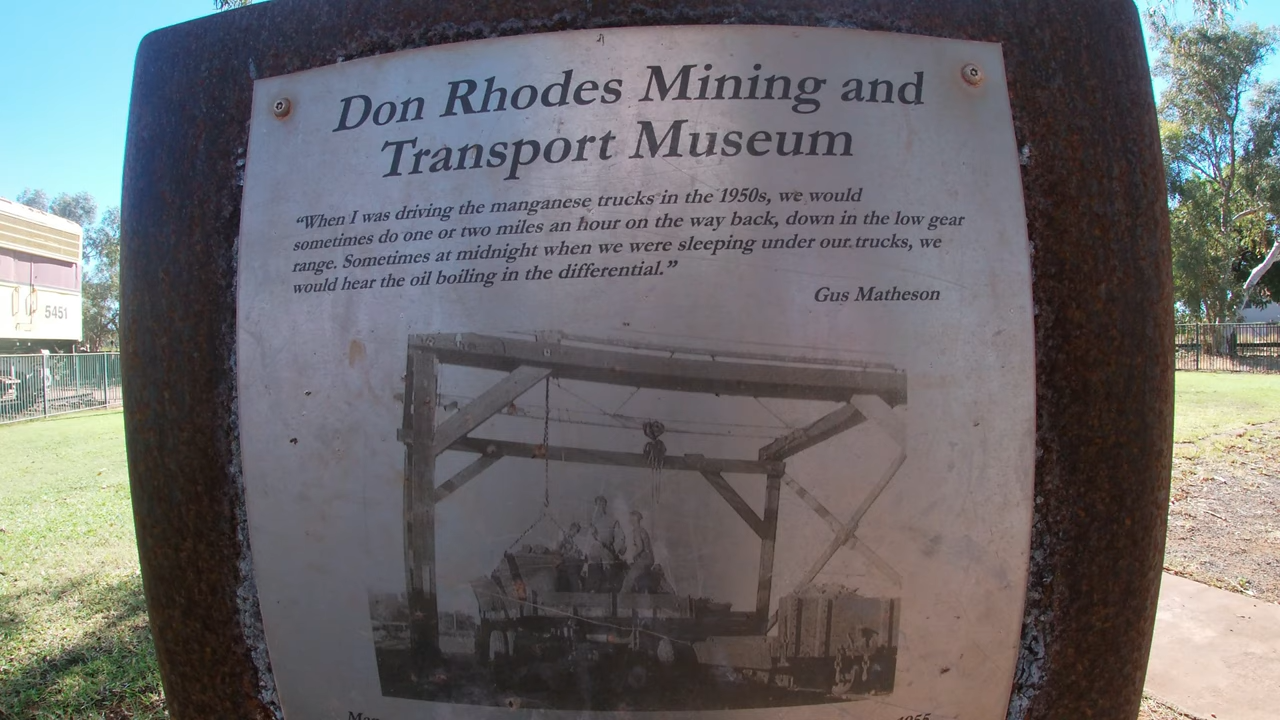 Don Rhodes Mining and
Transport Museum
“When I was driving the manganese trucks in the 1950s, we would
sometimes do one or two miles an hour on the way back, down in the low gear
range. Sometimes at midnight when we were sleeping under our trucks, we
would hear the oil boiling in the differential.”
Gus Matheson
5451
1955